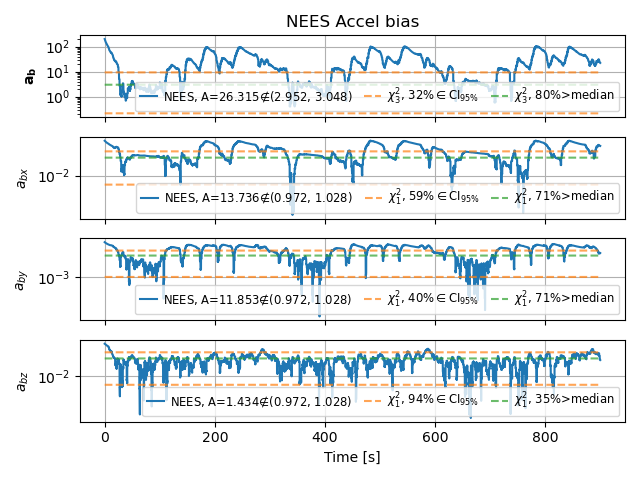 NEES Accel bias
10²
10¹
10⁰
a_b
NEES, A=26.315∉(2.952, 3.048)
χ²₃, 32%∈CI₉₅%
χ²₃, 80%>median
10⁻²
a_bx
NEES, A=13.736∉(0.972, 1.028)
χ²₁, 59%∈CI₉₅%
χ²₁, 71%>median
10⁻³
a_by
NEES, A=11.853∉(0.972, 1.028)
χ²₁, 40%∈CI₉₅%
χ²₁, 71%>median
10⁻²
a_bz
NEES, A=1.434∉(0.972, 1.028)
χ²₁, 94%∈CI₉₅%
χ²₁, 35%>median
0 200 400 600 800
Time [s]